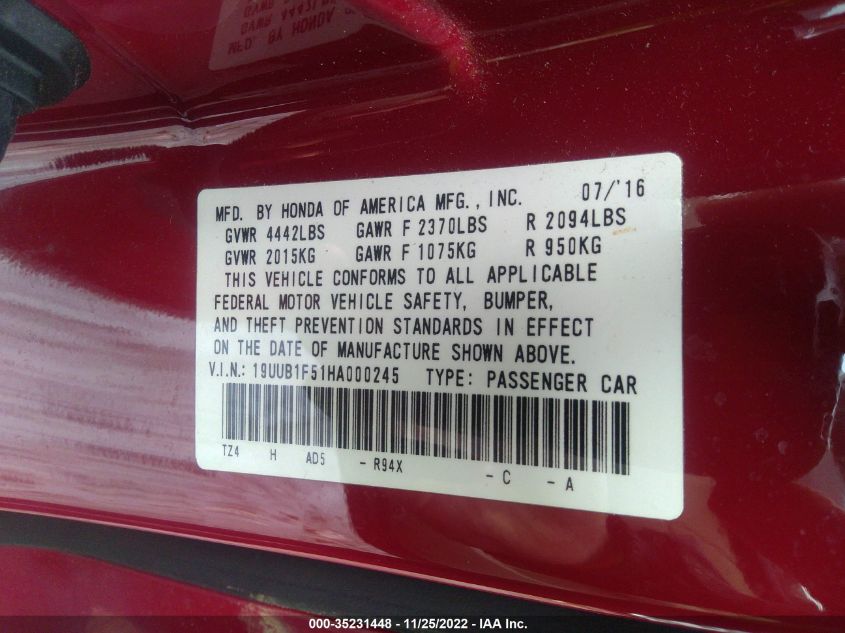 MFD. BY HONDA
MFD. BY HONDA OF AMERICA MFG., INC. 07/'16
GVWR 4442LBS GAWR F 2370LBS R 2094LBS
GVWR 2015KG GAWR F 1075KG R 950KG
THIS VEHICLE CONFORMS TO ALL APPLICABLE
FEDERAL MOTOR VEHICLE SAFETY, BUMPER,
AND THEFT PREVENTION STANDARDS IN EFFECT
ON THE DATE OF MANUFACTURE SHOWN ABOVE.
V.I.N.: 19UUB1F51HA000245 TYPE: PASSENGER CAR
TZ4 H AD5 - R94X - C - A
000-35231448 - 11/25/2022 - IAA Inc.